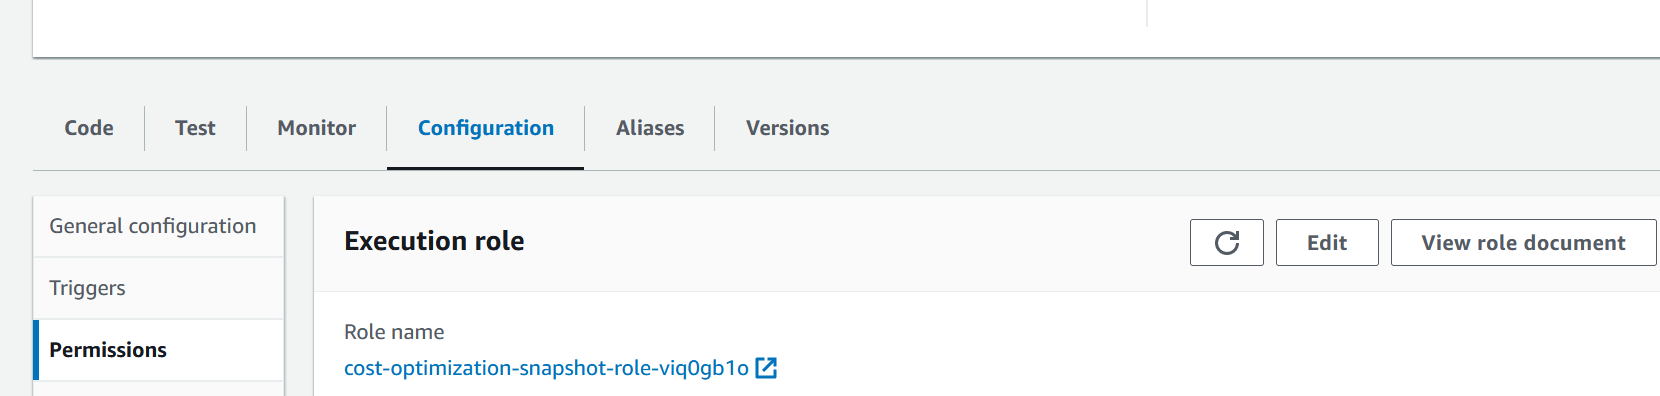 Code Test Monitor Configuration Aliases Versions
General configuration
Triggers
Permissions
Execution role
Edit
View role document
Role name
cost-optimization-snapshot-role-viq0gb1o